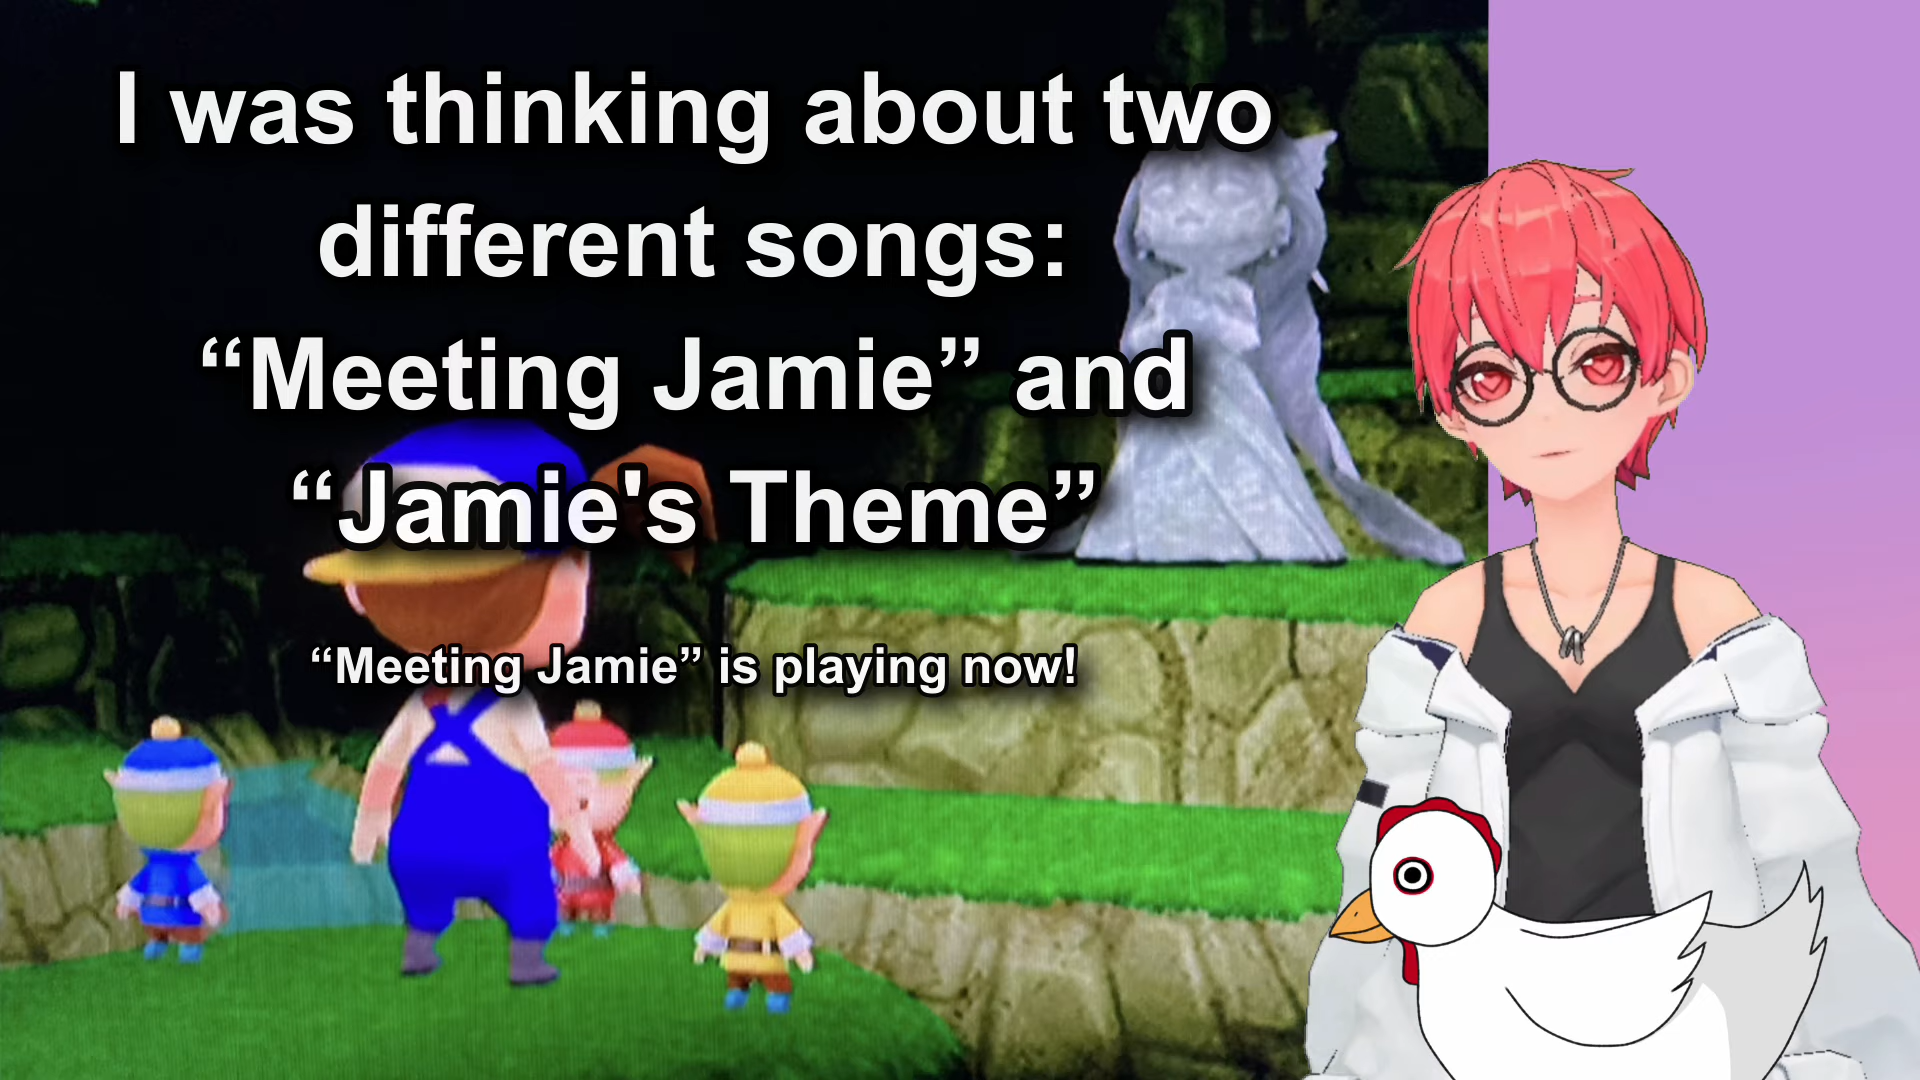 I was thinking about two
different songs:
“Meeting Jamie” and
“Jamie's Theme”
“Meeting Jamie” is playing now!